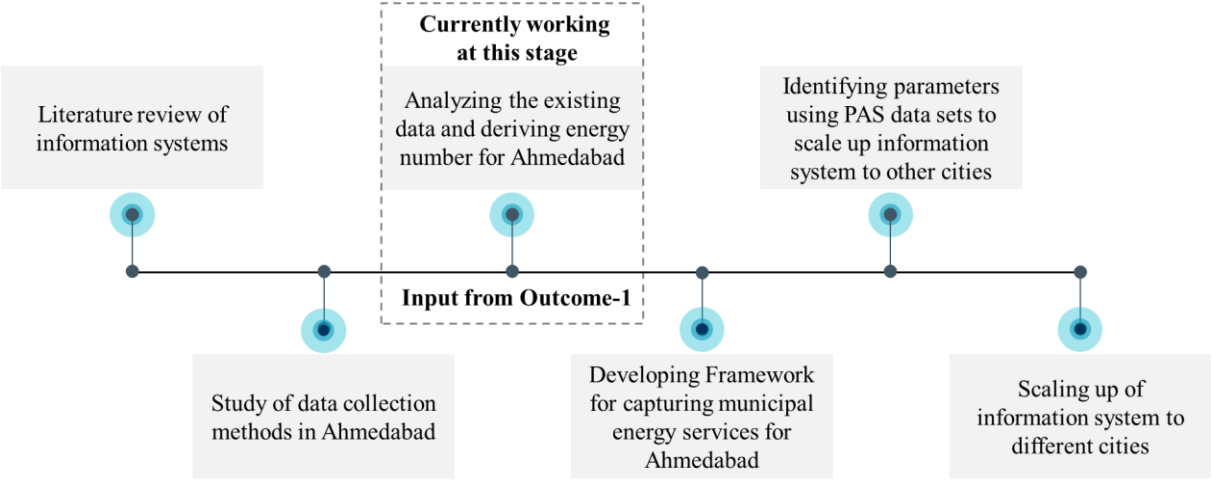 Currently working
at this stage
Literature review of
information systems
Analyzing the existing
data and deriving energy
number for Ahmedabad
Identifying parameters
using PAS data sets to
scale up information
system to other cities
Input from Outcome-1
Study of data collection
methods in Ahmedabad
Developing Framework
for capturing municipal
energy services for
Ahmedabad
Scaling up of
information system to
different cities